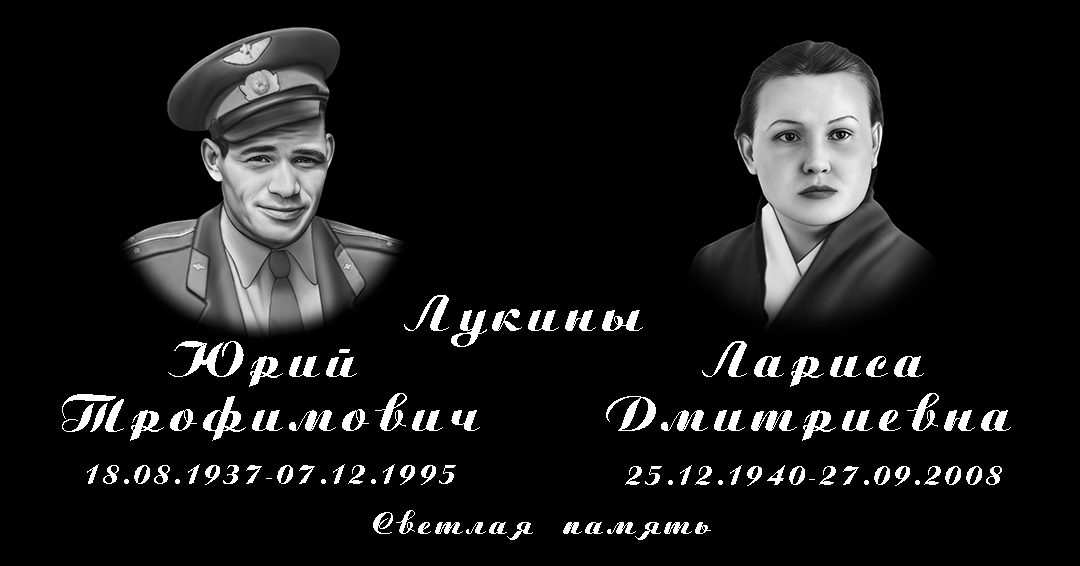 Лукины
Юрий
Трофимович
18.08.1937-07.12.1995
Лариса
Дмитриевна
25.12.1940-27.09.2008
Светлая память